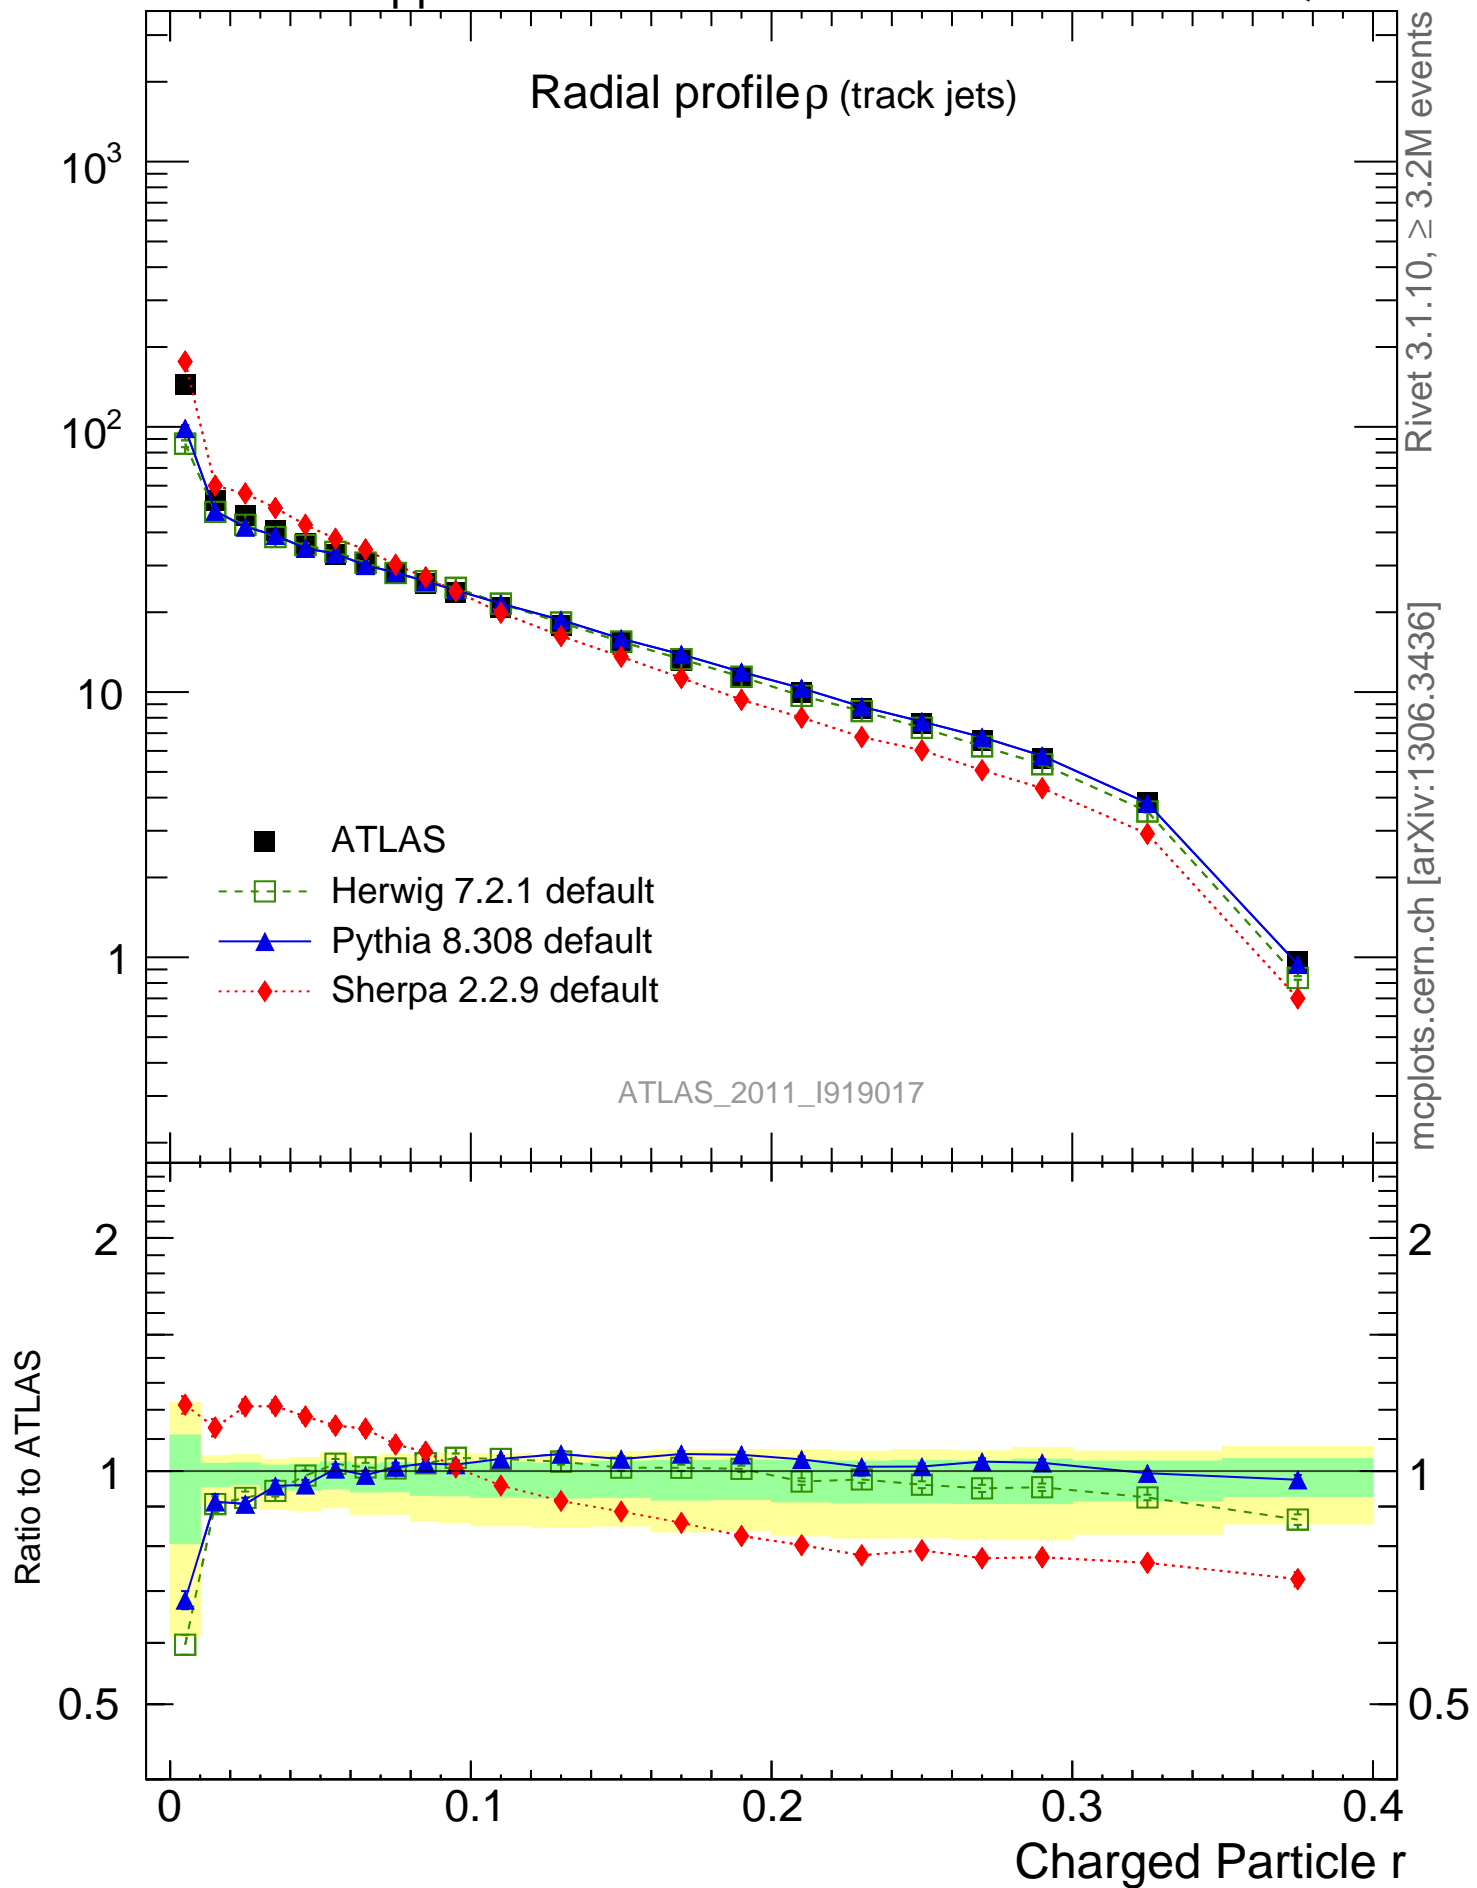 pp
Radial profile ρ (track jets)
10³
10²
10
1
ATLAS
Herwig 7.2.1 default
Pythia 8.308 default
Sherpa 2.2.9 default
ATLAS_2011_I919017
Rivet 3.1.10, ≥ 3.2M events
mcplots.cern.ch [arXiv:1306.3436]
Ratio to ATLAS
2
1
0.5
2
1
0.5
0 0.1 0.2 0.3 0.4
Charged Particle r